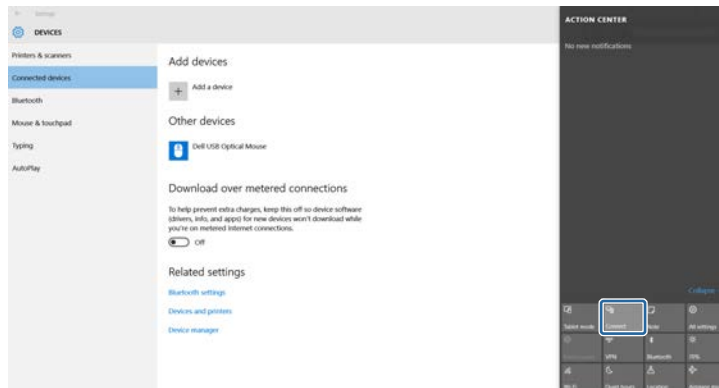 Settings
DEVICES
Printers & scanners
Connected devices
Bluetooth
Mouse & touchpad
Typing
AutoPlay
Add devices
Add a device
Other devices
Dell USB Optical Mouse
Download over metered connections
To help prevent extra charges, keep this off so device software
(drivers, info, and apps) for new devices won't download while
you're on metered Internet connections.
Off
Related settings
Bluetooth settings
Devices and printers
Device manager
ACTION CENTER
No new notifications
Collapse
Tablet mode
Connect
Note
All settings
VPN
Bluetooth
70%
Wi-Fi
Quiet hours
Location